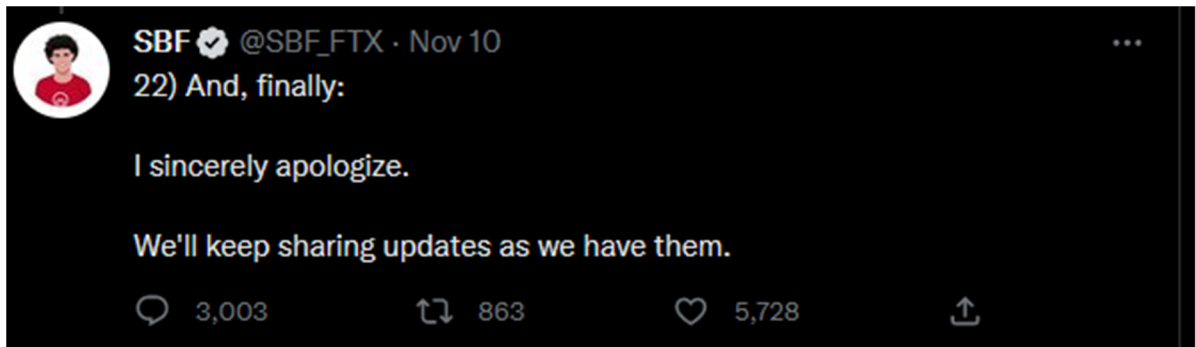 SBF @SBF_FTX · Nov 10
22) And, finally:
I sincerely apologize.
We'll keep sharing updates as we have them.
3,003 863 5,728